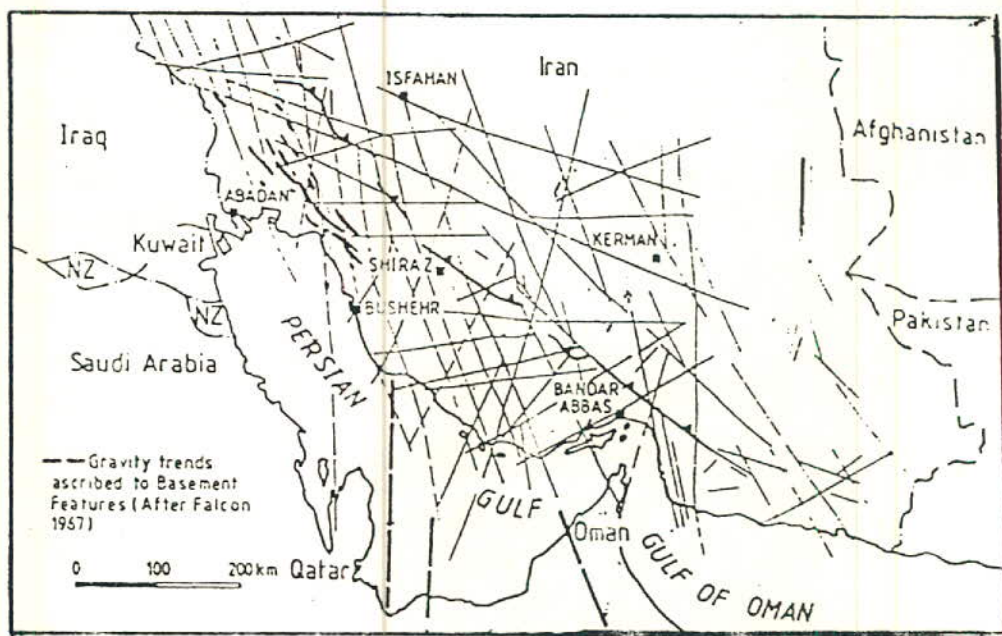 ISFAHAN
Iran
Iraq
Afghanistan
ABADAN
Kuwait
NZ
SHIRAZ
KERMAN
NZ
BUSHEHR
Pakistan
Saudi Arabia
PERSIAN
BANDAR
ABBAS
Gravity trends
ascribed to Basement
Features (After Falcon
1967)
GULF
Oman
0 100 200 km
Qatar
GULF OF OMAN